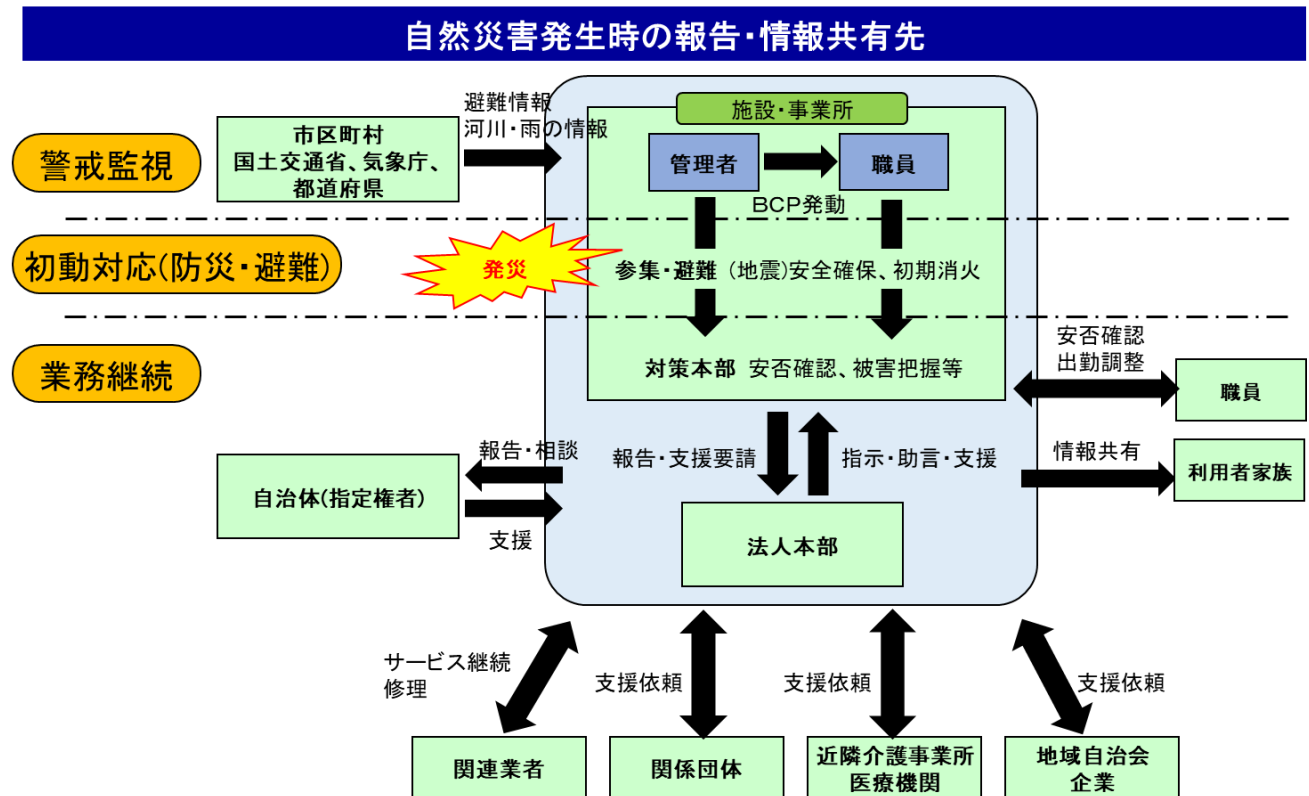 自然災害発生時の報告・情報共有先
避難情報
河川・雨の情報
施設・事業所
市区町村
国土交通省、気象庁、
都道府県
警戒監視
管理者
職員
BCP発動
初動対応(防災・避難)
発災
参集・避難 (地震)安全確保、初期消火
業務継続
対策本部 安否確認、被害把握等
安否確認
出勤調整
職員
報告・相談
自治体(指定権者)
支援
報告・支援要請
指示・助言・支援
情報共有
利用者家族
法人本部
サービス継続
修理
支援依頼
支援依頼
支援依頼
関連業者
関係団体
近隣介護事業所
医療機関
地域自治会
企業